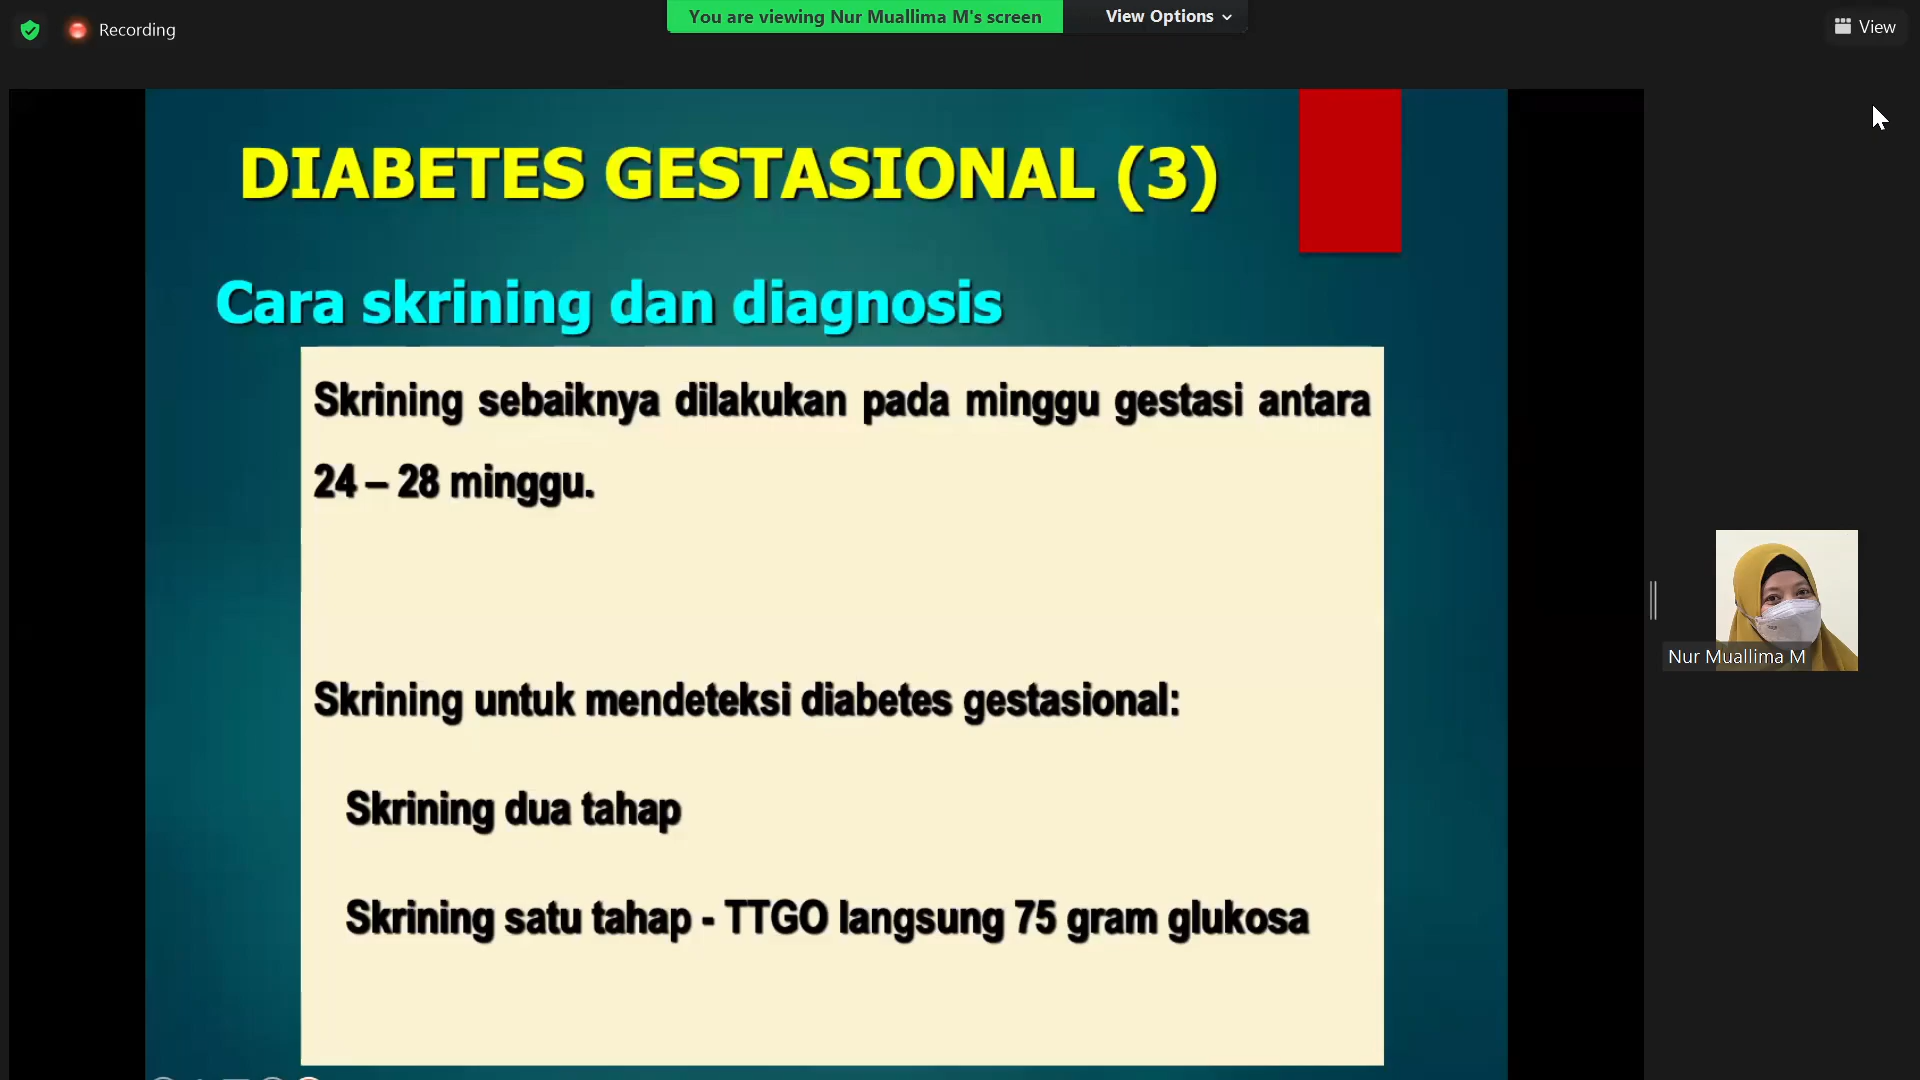 Recording
You are viewing Nur Muallima M's screen
View Options
View
DIABETES GESTASIONAL (3)
Cara skrining dan diagnosis
Skrining sebaiknya dilakukan pada minggu gestasi antara
24 – 28 minggu.
Skrining untuk mendeteksi diabetes gestasional:
Skrining dua tahap
Skrining satu tahap - TTGO langsung 75 gram glukosa
Nur Muallima M